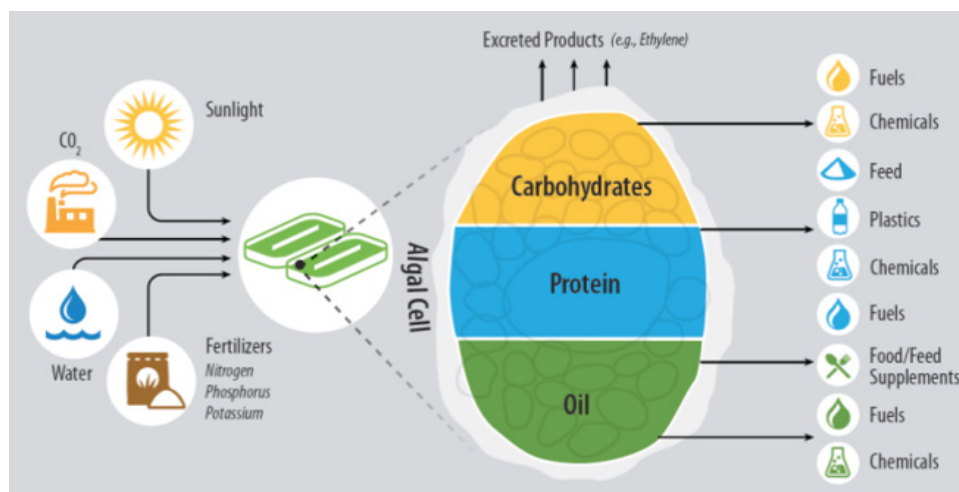 Excreted Products (e.g., Ethylene)
Sunlight
CO₂
Water
Fertilizers
Nitrogen
Phosphorus
Potassium
Algal Cell
Carbohydrates
Protein
Oil
Fuels
Chemicals
Feed
Plastics
Chemicals
Fuels
Food/Feed
Supplements
Fuels
Chemicals